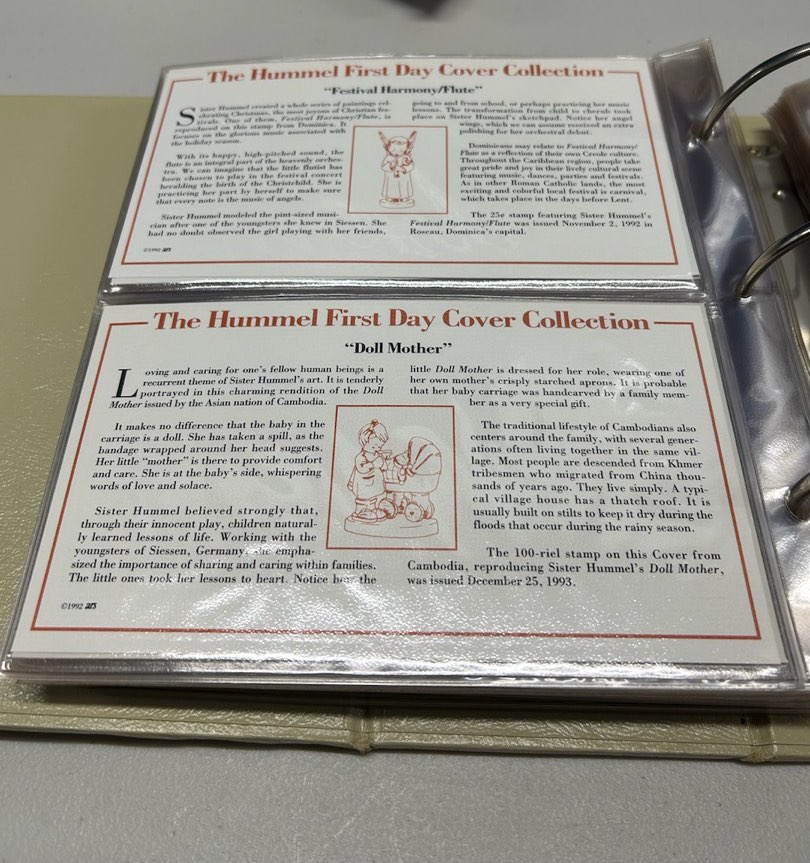 The Hummel First Day Cover Collection
"Festival Harmony/Flute"
Sister Hummel created a whole series of paintings cel-
ebrating Christmas, the most joyous of Christian fes-
tivals. One of them, Festival Harmony/Flute, is
reproduced on this stamp from Dominica. It
focuses on the glorious music associated with
the holiday season.
With its happy, high-pitched sound, the
flute is an integral part of the heavenly orches-
tra. We can imagine that the little flutist has
been chosen to play in the festival concert
heralding the birth of the Christchild. She is
practicing her part by herself to make sure
that every note is the music of angels.
Sister Hummel modeled the pint-sized musi-
cian after one of the youngsters she knew in Siessen. She
had no doubt observed the girl playing with her friends,
going to and from school, or perhaps practicing her music
lessons. The transformation from child to cherub took
place on Sister Hummel's sketchpad. Notice her angel
wings, which we can assume received an extra
polishing for her orchestral debut.
Dominicans may relate to Festival Harmony/
Flute as a reflection of their own Creole culture.
Throughout the Caribbean region, people take
great pride and joy in their lively cultural scene
featuring music, dances, parties and festivals.
As in other Roman Catholic lands, the most
exciting and colorful local festival is carnival,
which takes place in the days before Lent.
The 25¢ stamp featuring Sister Hummel's
Festival Harmony/Flute was issued November 2, 1992 in
Roseau, Dominica's capital.
©1992 ars
The Hummel First Day Cover Collection
"Doll Mother"
Loving and caring for one's fellow human beings is a
recurrent theme of Sister Hummel's art. It is tenderly
portrayed in this charming rendition of the Doll
Mother issued by the Asian nation of Cambodia.
It makes no difference that the baby in the
carriage is a doll. She has taken a spill, as the
bandage wrapped around her head suggests.
Her little "mother" is there to provide comfort
and care. She is at the baby's side, whispering
words of love and solace.
Sister Hummel believed strongly that,
through their innocent play, children natural-
ly learned lessons of life. Working with the
youngsters of Siessen, Germany, she empha-
sized the importance of sharing and caring within families.
The little ones took her lessons to heart. Notice how the
little Doll Mother is dressed for her role, wearing one of
her own mother's crisply starched aprons. It is probable
that her baby carriage was handcarved by a family mem-
ber as a very special gift.
The traditional lifestyle of Cambodians also
centers around the family, with several gener-
ations often living together in the same vil-
lage. Most people are descended from Khmer
tribesmen who migrated from China thou-
sands of years ago. They live simply. A typi-
cal village house has a thatch roof. It is
usually built on stilts to keep it dry during the
floods that occur during the rainy season.
The 100-riel stamp on this Cover from
Cambodia, reproducing Sister Hummel's Doll Mother,
was issued December 25, 1993.
©1992 ars